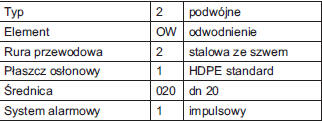 Typ 2 podwójne
Element OW odwodnienie
Rura przewodowa 2 stalowa ze szwem
Płaszcz osłonowy 1 HDPE standard
Średnica 020 dn 20
System alarmowy 1 impulsowy